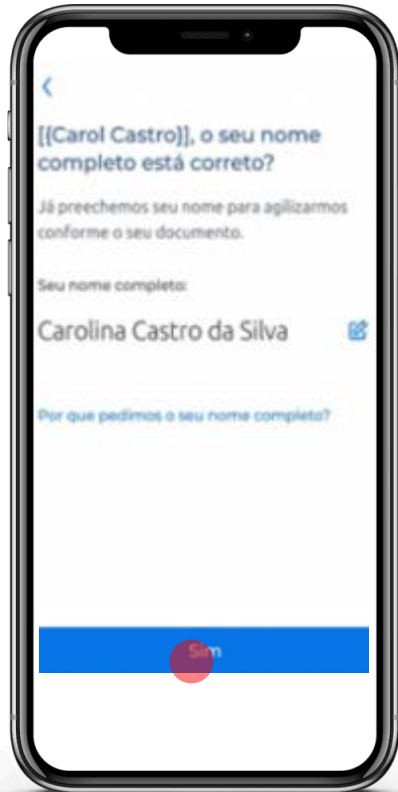 [{Carol Castro}], o seu nome
completo está correto?
Já preechemos seu nome para agilizarmos
conforme o seu documento.
Seu nome completo:
Carolina Castro da Silva
Por que pedimos o seu nome completo?
Sim